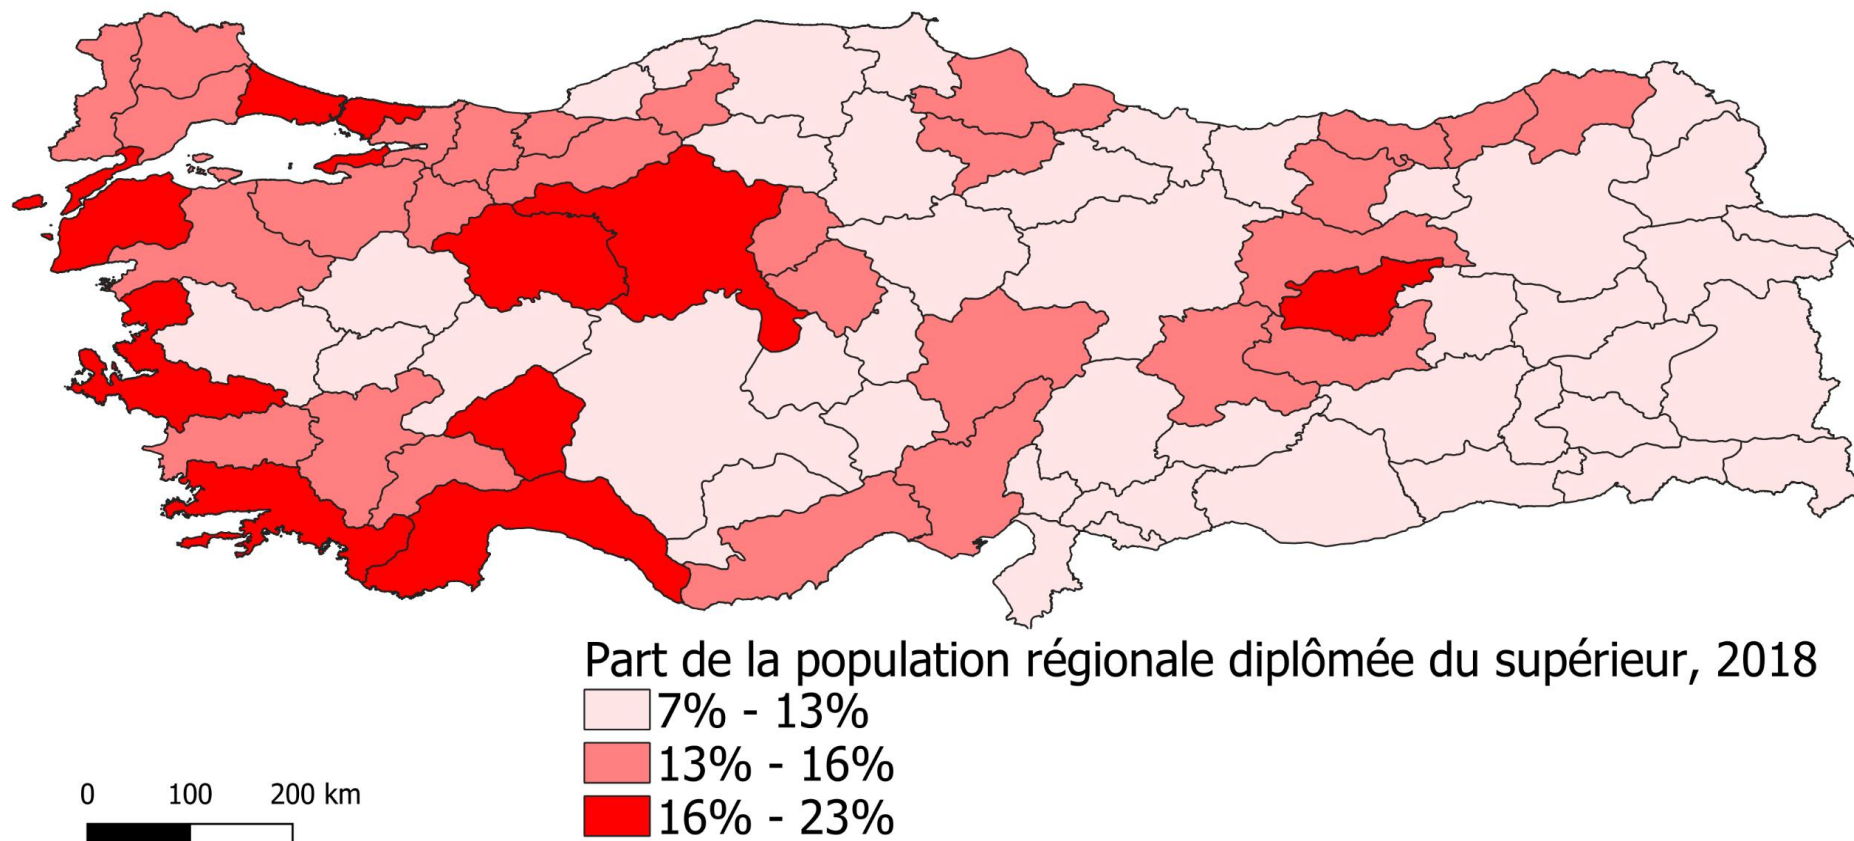 Part de la population régionale diplômée du supérieur, 2018
7% - 13%
13% - 16%
16% - 23%
0 100 200 km